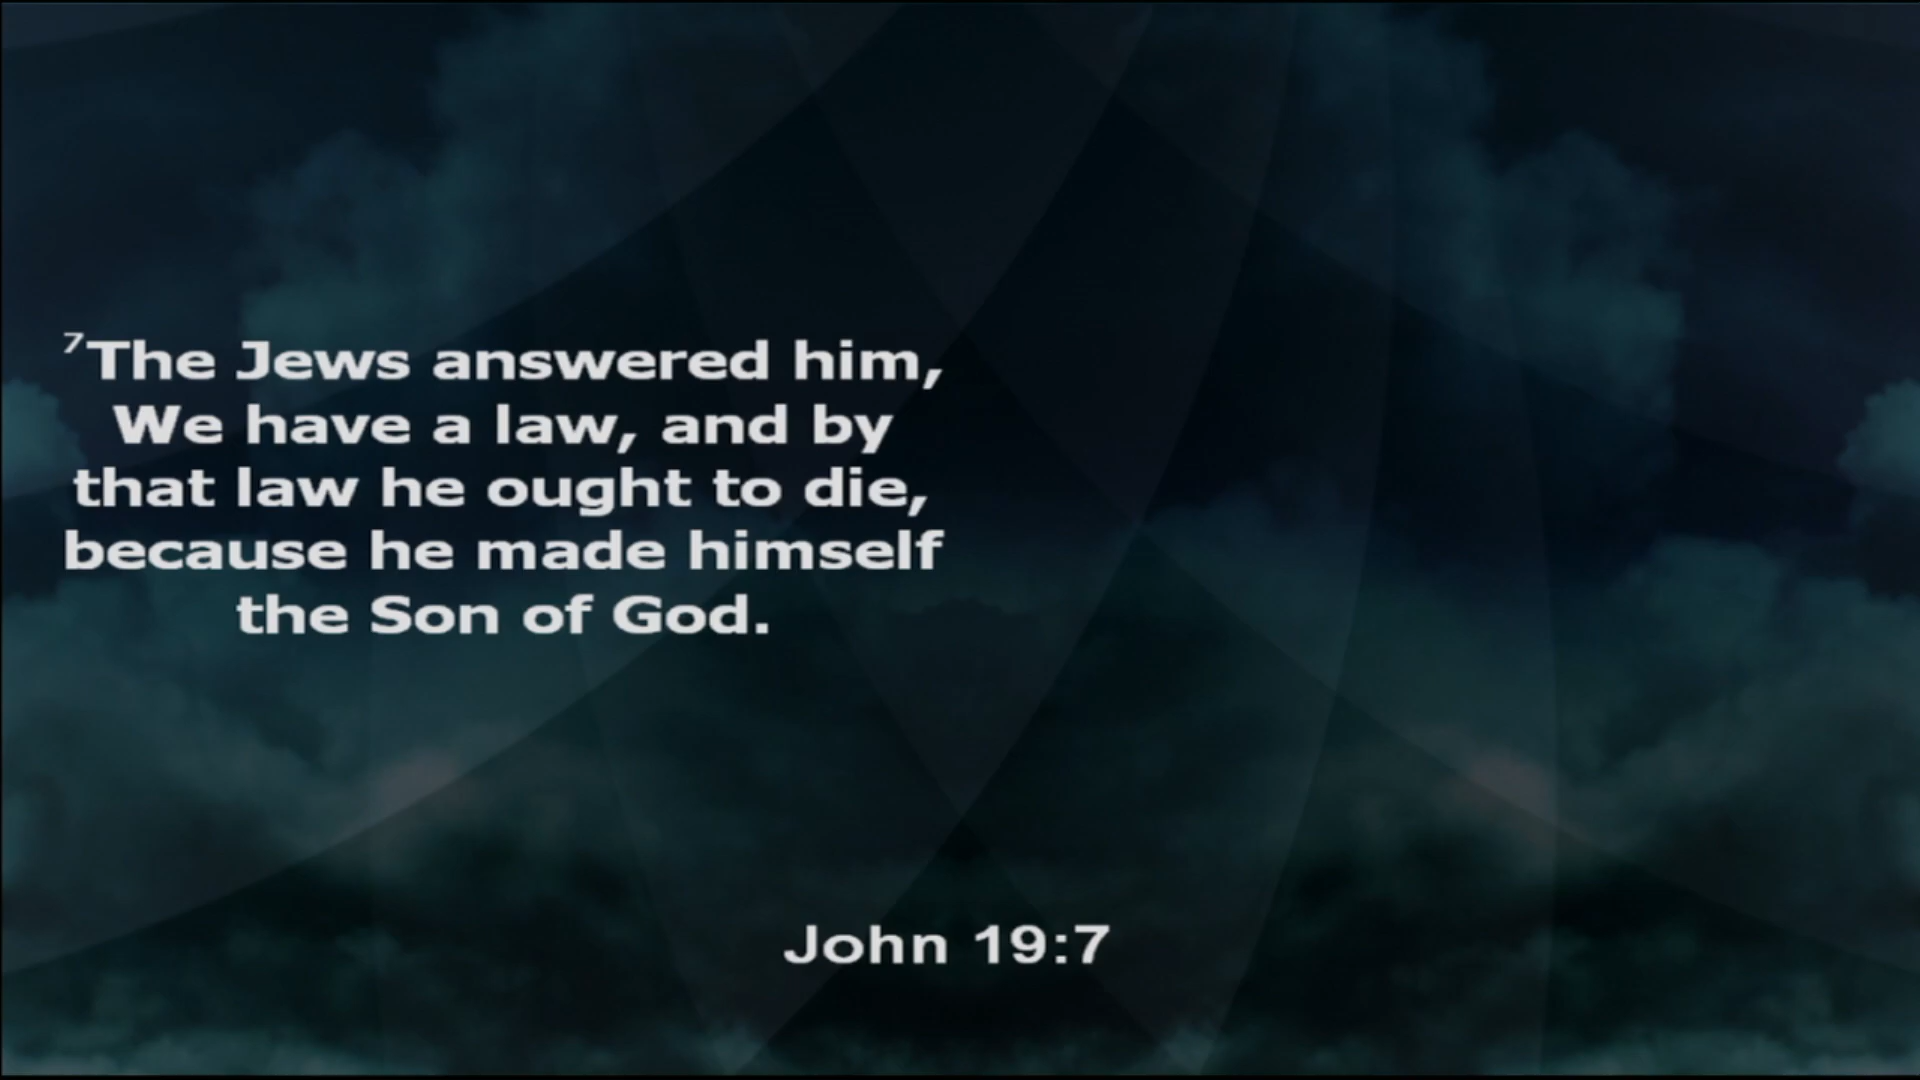 ⁷The Jews answered him,
We have a law, and by
that law he ought to die,
because he made himself
the Son of God.
John 19:7